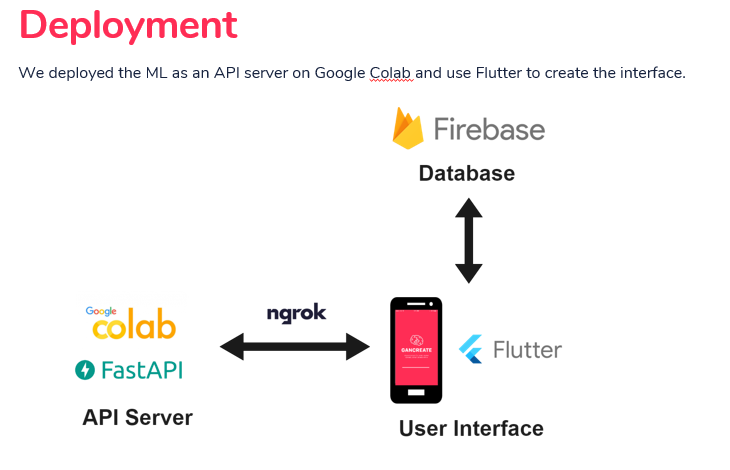 Deployment
We deployed the ML as an API server on Google Colab and use Flutter to create the interface.
Firebase
Database
ngrok
Google
colab
FastAPI
API Server
DANCREATE
Flutter
User Interface